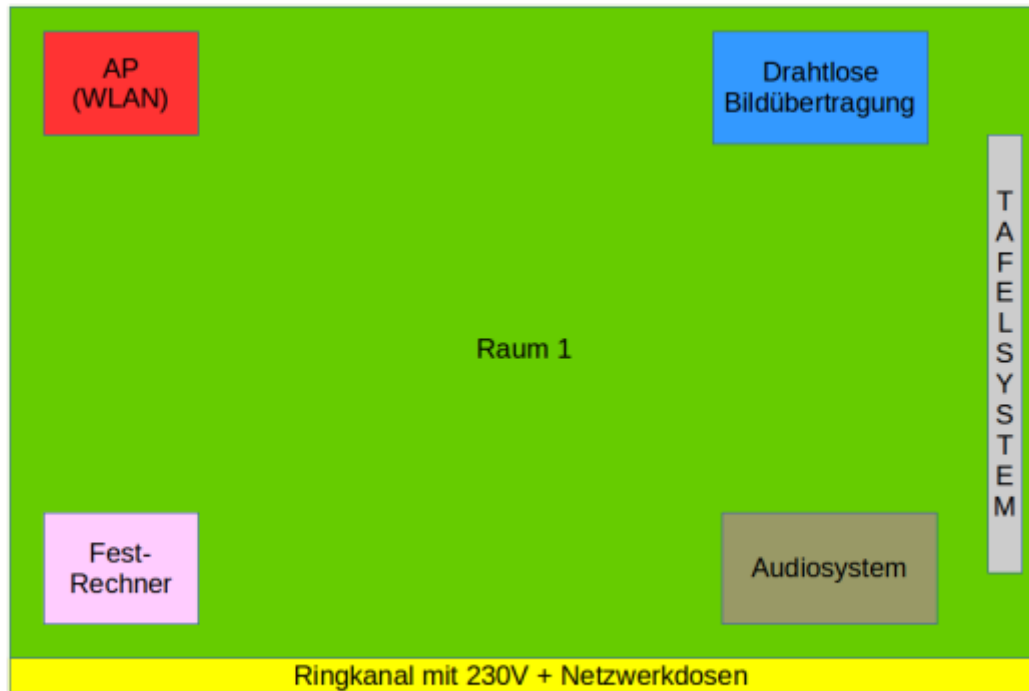 AP
(WLAN)
Drahtlose
Bildübertragung
T
A
F
E
L
S
Y
S
T
E
M
Raum 1
Fest-
Rechner
Audiosystem
Ringkanal mit 230V + Netzwerkdosen